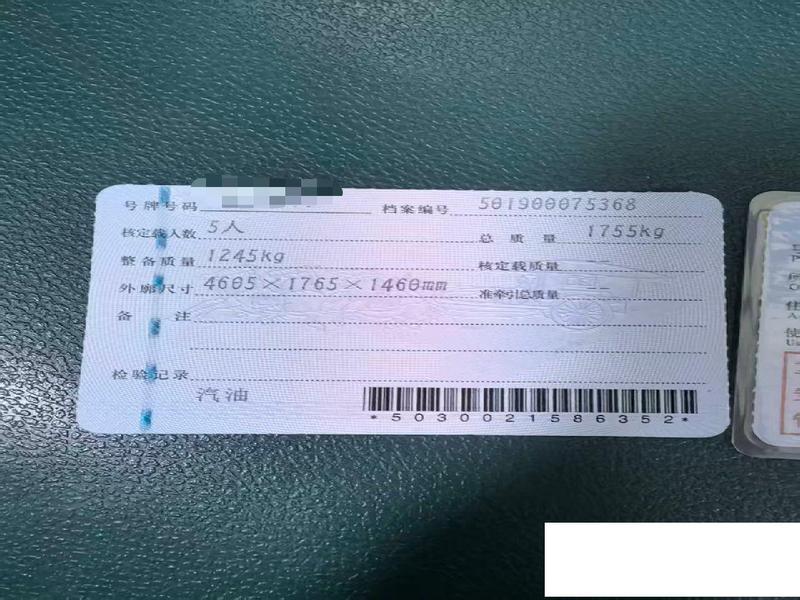 号牌号码 档案编号 501900075368
核定载人数 5人 总质量 1755kg
整备质量 1245kg 核定载质量 --
外廓尺寸 4605×1765×1460mm 准牵引总质量 --
备注
检验记录
汽油
*5030021586352*